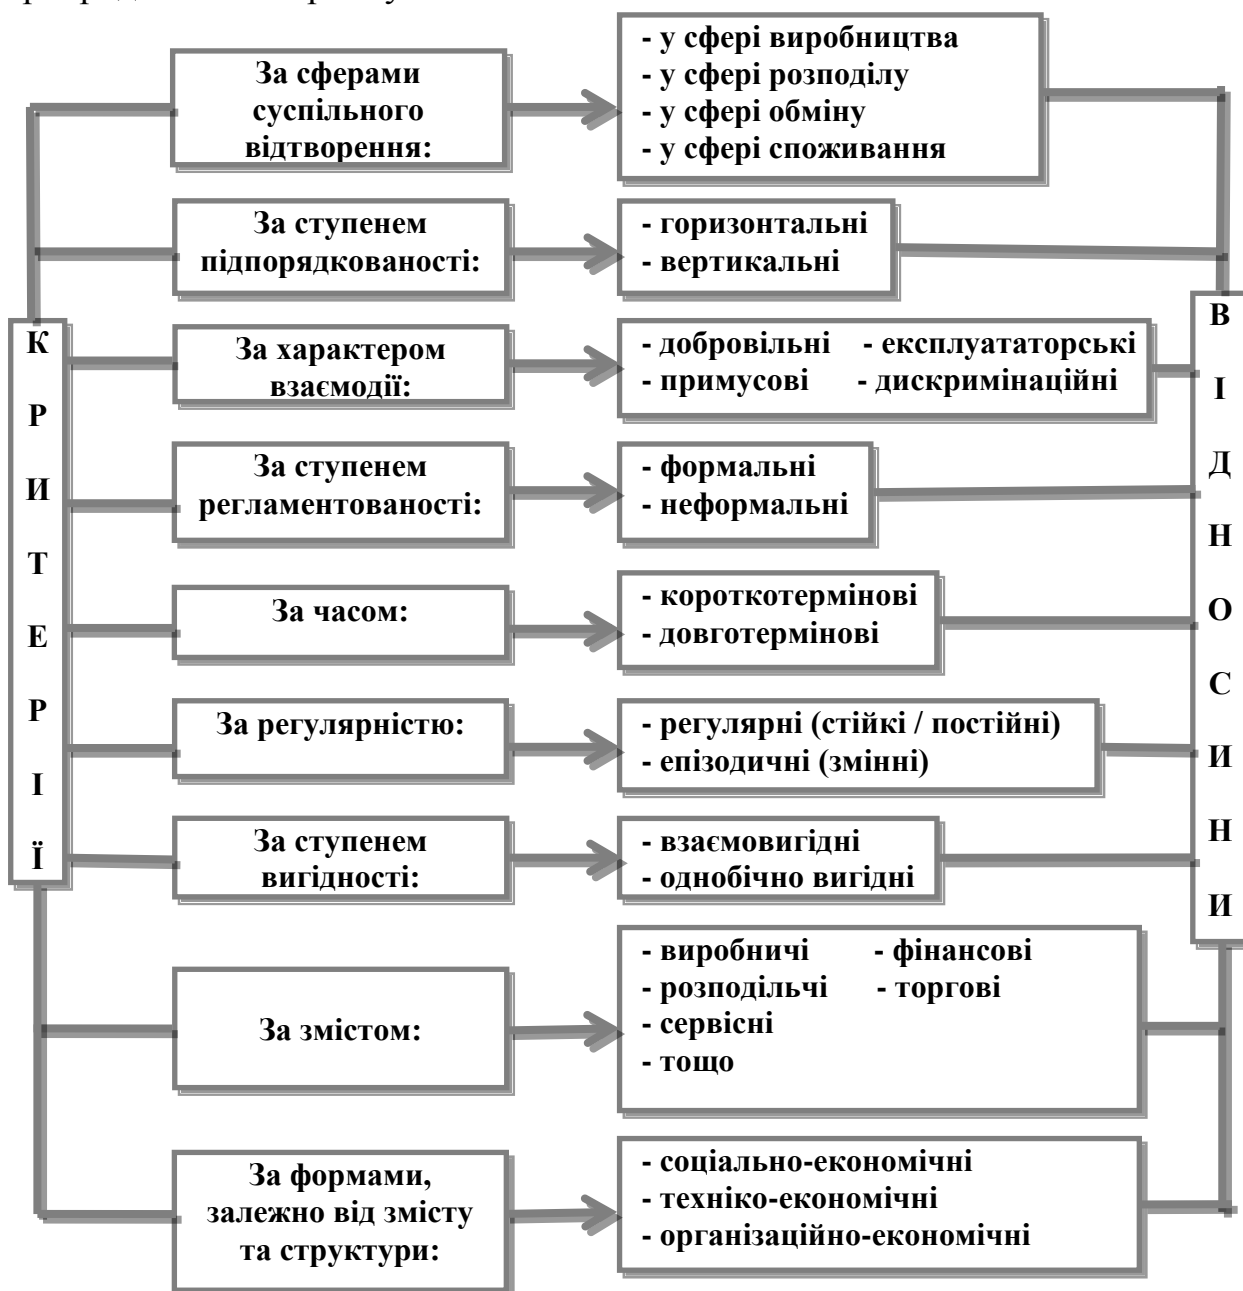 За сферами
суспільного
відтворення:
- у сфері виробництва
- у сфері розподілу
- у сфері обміну
- у сфері споживання
За ступенем
підпорядкованості:
- горизонтальні
- вертикальні
КРИТЕРІЇ
ВІДНОСИНИ
За характером
взаємодії:
- добровільні - експлуататорські
- примусові - дискримінаційні
За ступенем
регламентованості:
- формальні
- неформальні
За часом:
- короткотермінові
- довготермінові
За регулярністю:
- регулярні (стійкі / постійні)
- епізодичні (змінні)
За ступенем
вигідності:
- взаємовигідні
- однобічно вигідні
За змістом:
- виробничі - фінансові
- розподільчі - торгові
- сервісні
- тощо
За формами,
залежно від змісту
та структури:
- соціально-економічні
- техніко-економічні
- організаційно-економічні